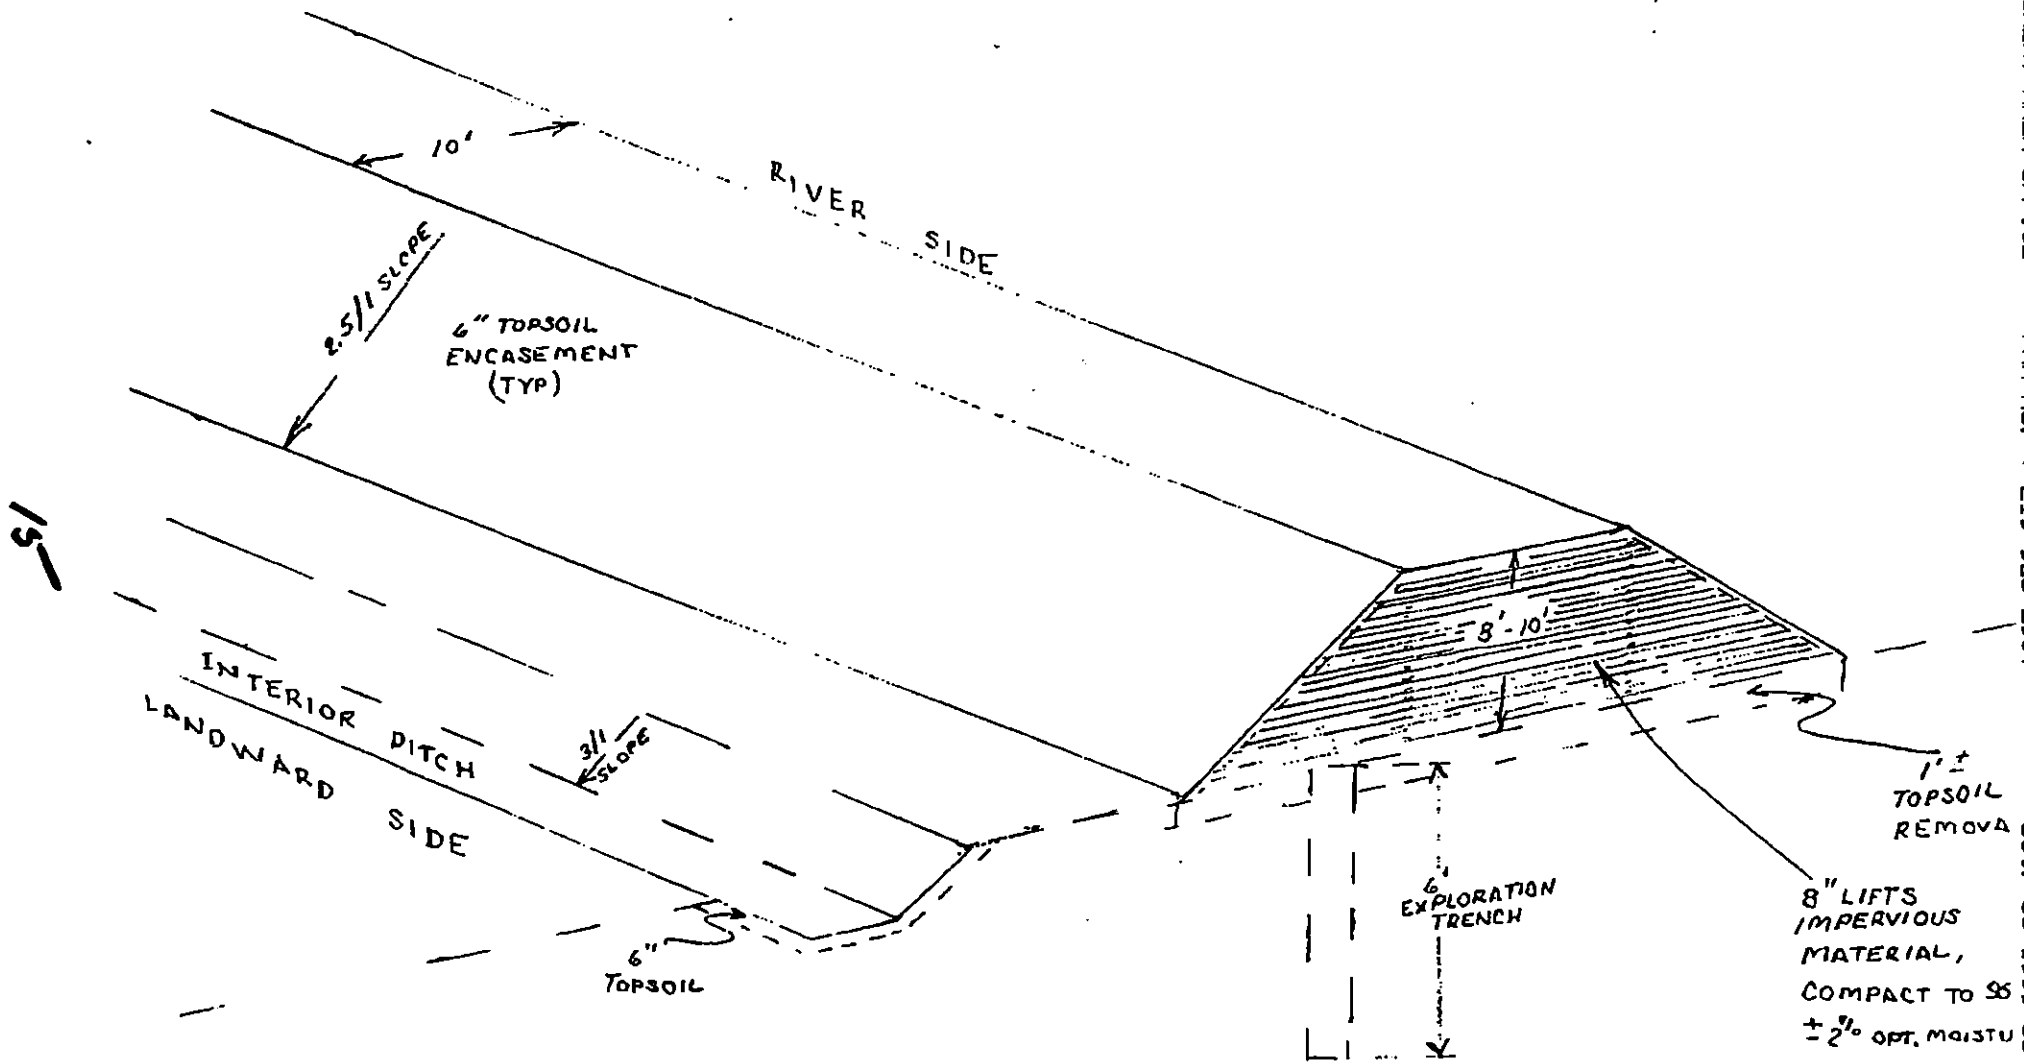 10'
RIVER SIDE
2.5/1 SLOPE
6" TOPSOIL
ENCASEMENT
(TYP)
8'-10'
INTERIOR DITCH
LANDWARD SIDE
3/1
SLOPE
6"
TOPSOIL
6'
EXPLORATION
TRENCH
1' ±
TOPSOIL
REMOVA
8" LIFTS
IMPERVIOUS
MATERIAL,
COMPACT TO 95
± 2% OPT. MOISTU
15